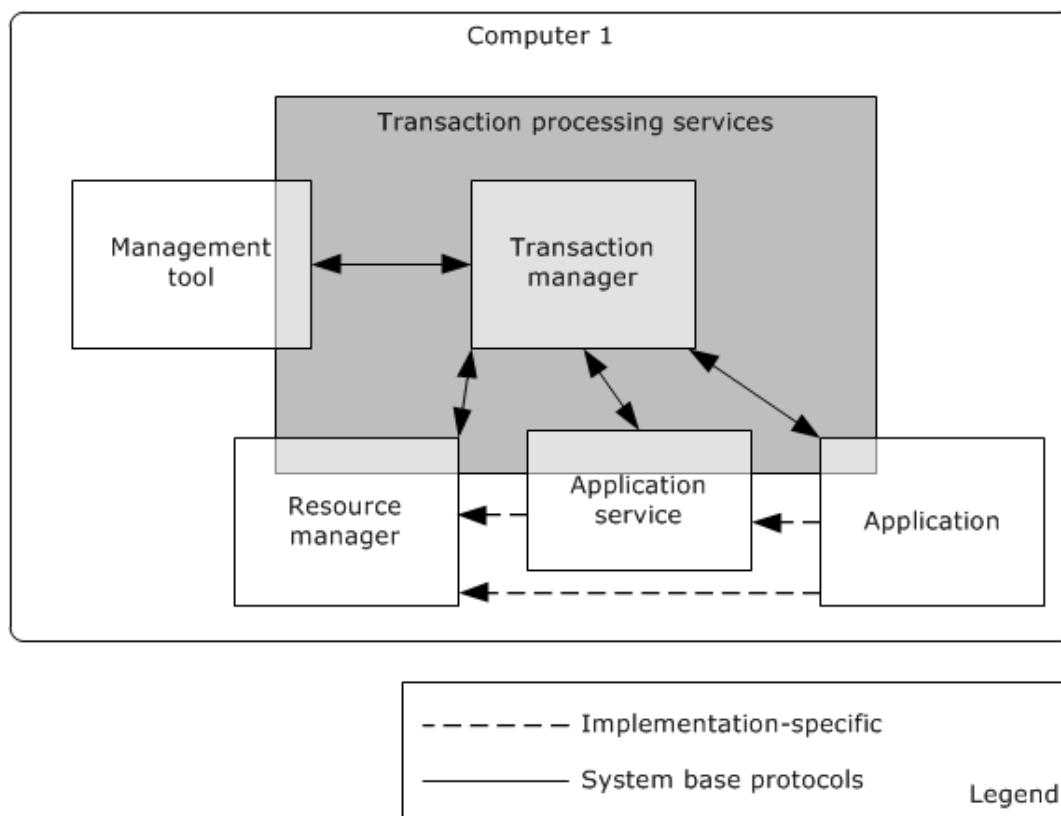 Computer 1
Transaction processing services
Management
tool
Transaction
manager
Resource
manager
Application
service
Application
Implementation-specific
System base protocols
Legend